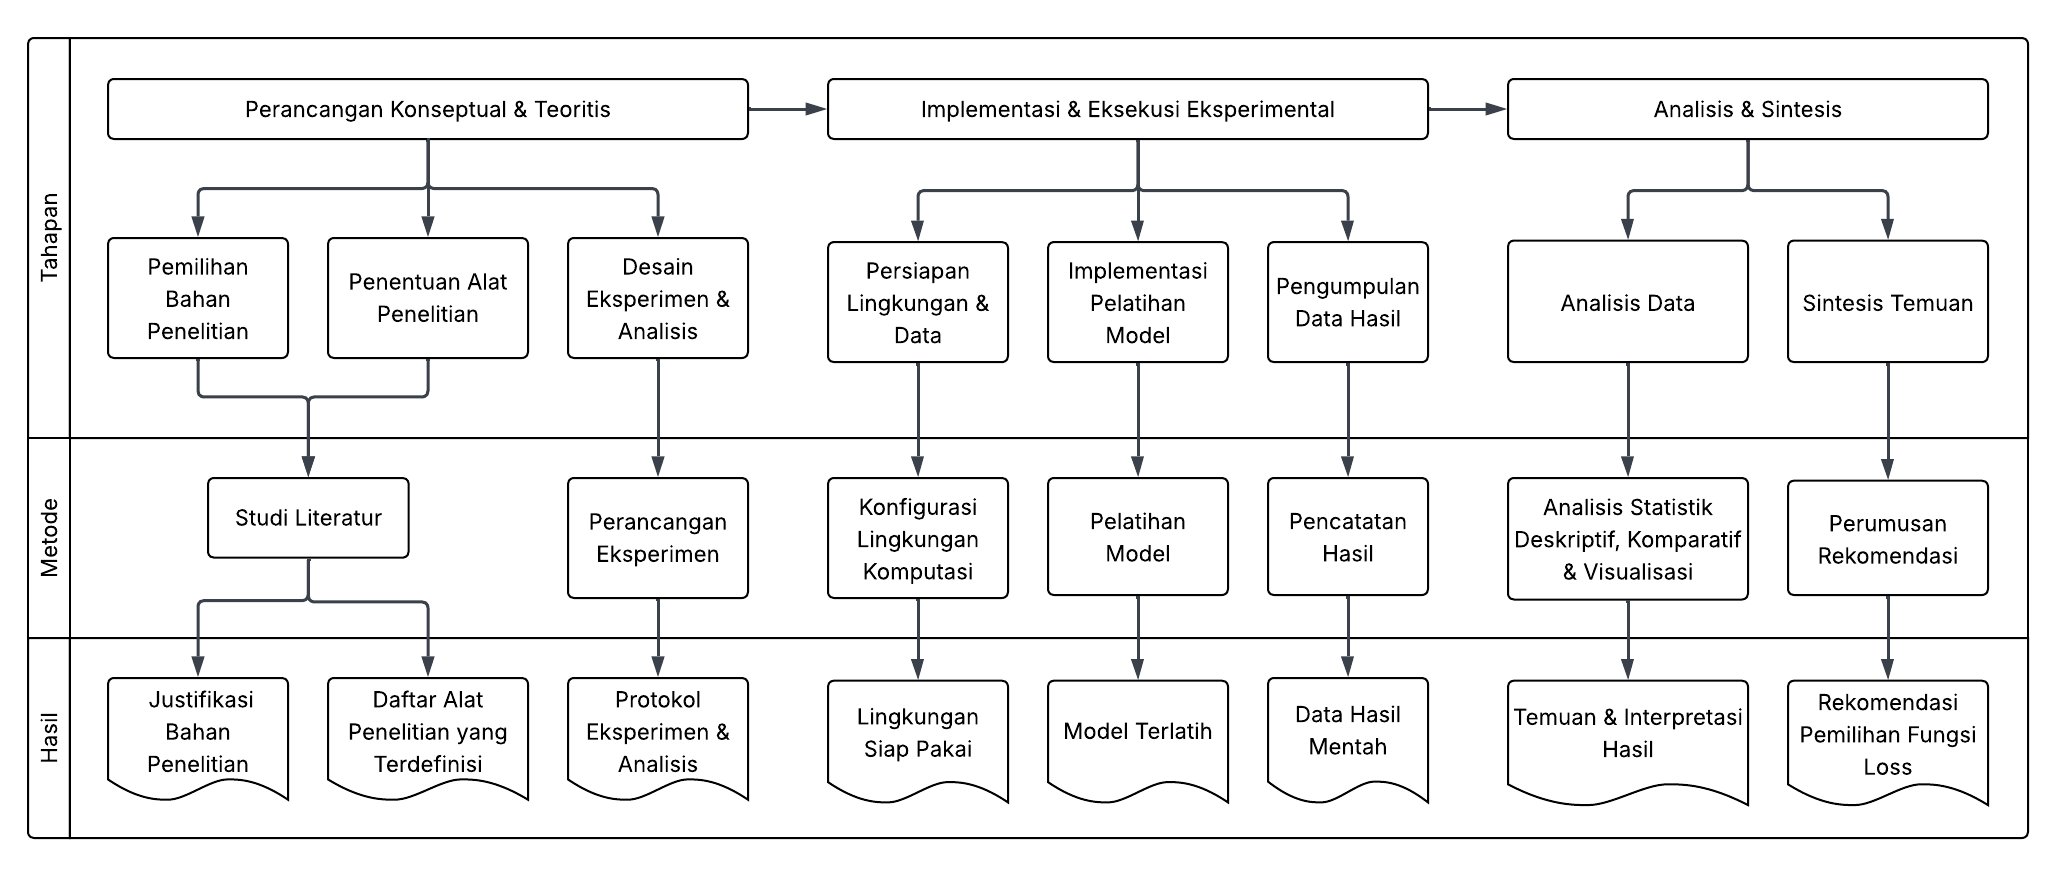 Tahapan
Perancangan Konseptual & Teoritis
Implementasi & Eksekusi Eksperimental
Analisis & Sintesis
Pemilihan
Bahan
Penelitian
Penentuan Alat
Penelitian
Desain
Eksperimen &
Analisis
Persiapan
Lingkungan &
Data
Implementasi
Pelatihan
Model
Pengumpulan
Data Hasil
Analisis Data
Sintesis Temuan
Metode
Studi Literatur
Perancangan
Eksperimen
Konfigurasi
Lingkungan
Komputasi
Pelatihan
Model
Pencatatan
Hasil
Analisis Statistik
Deskriptif, Komparatif
& Visualisasi
Perumusan
Rekomendasi
Hasil
Justifikasi
Bahan
Penelitian
Daftar Alat
Penelitian yang
Terdefinisi
Protokol
Eksperimen &
Analisis
Lingkungan
Siap Pakai
Model Terlatih
Data Hasil
Mentah
Temuan & Interpretasi
Hasil
Rekomendasi
Pemilihan Fungsi
Loss